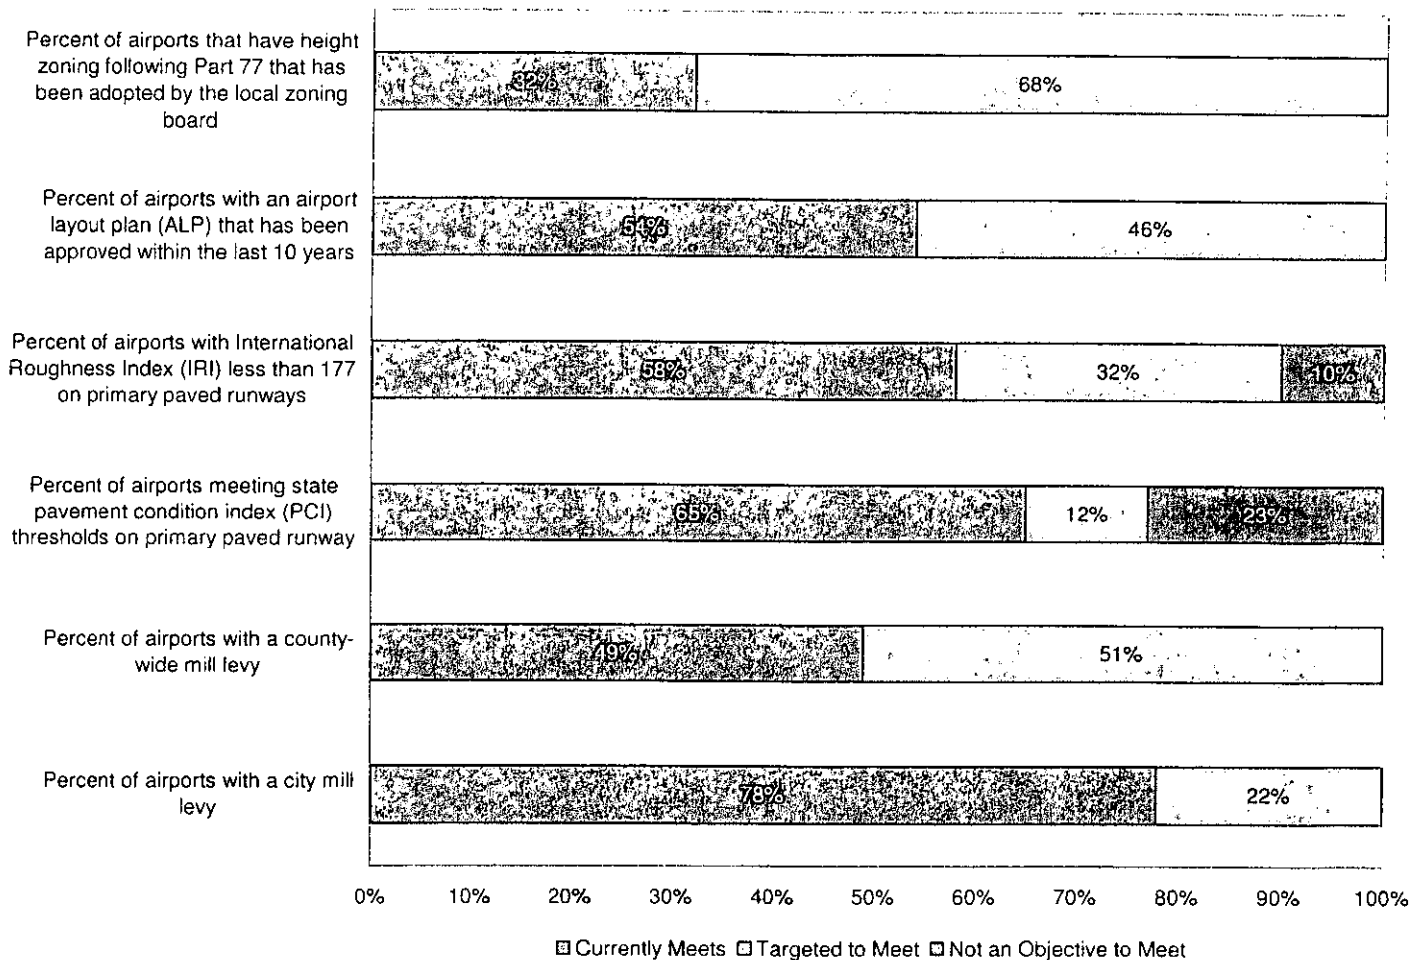 Percent of airports that have height
zoning following Part 77 that has
been adopted by the local zoning
board
32%
68%
Percent of airports with an airport
layout plan (ALP) that has been
approved within the last 10 years
54%
46%
Percent of airports with International
Roughness Index (IRI) less than 177
on primary paved runways
58%
32%
10%
Percent of airports meeting state
pavement condition index (PCI)
thresholds on primary paved runway
65%
12%
23%
Percent of airports with a county-
wide mill levy
49%
51%
Percent of airports with a city mill
levy
78%
22%
0% 10% 20% 30% 40% 50% 60% 70% 80% 90% 100%
Currently Meets Targeted to Meet Not an Objective to Meet